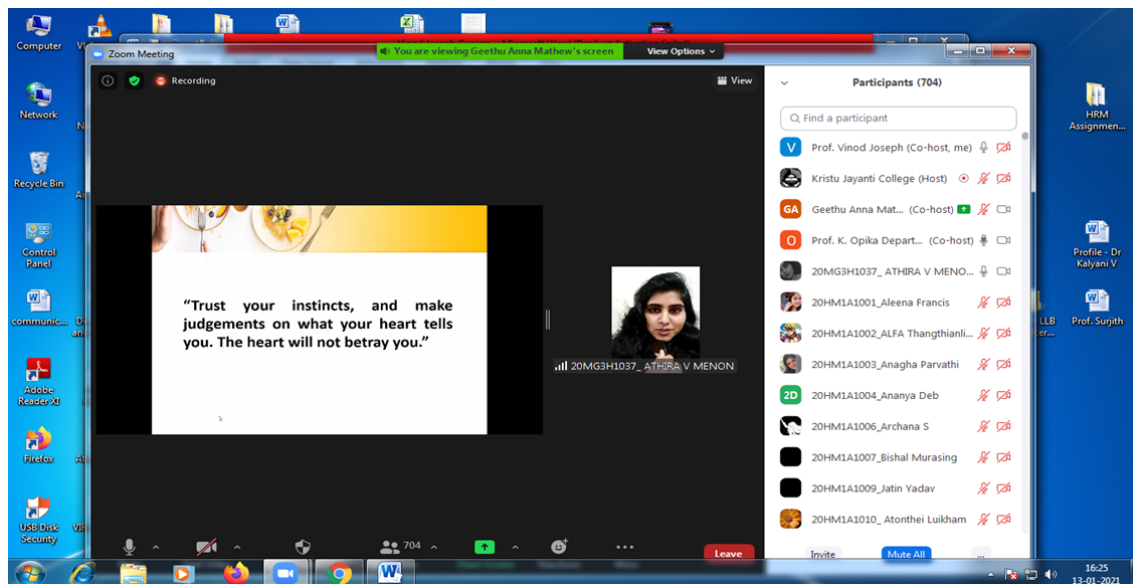 Computer
Network
Recycle Bin
Control
Panel
communic...
Adobe
Reader XI
Firefox
USB Disk
Security
Zoom Meeting
You are viewing Geethu Anna Mathew's screen
View Options
Recording
View
“Trust your instincts, and make
judgements on what your heart tells
you. The heart will not betray you.”
20MG3H1037_ ATHIRA V MENON
704
Leave
Participants (704)
Find a participant
V Prof. Vinod Joseph (Co-host, me)
Kristu Jayanti College (Host)
GA Geethu Anna Mat... (Co-host)
O Prof. K. Opika Depart... (Co-host)
20MG3H1037_ ATHIRA V MENO...
20HM1A1001_Aleena Francis
20HM1A1002_ALFA Thangthianli...
20HM1A1003_Anagha Parvathi
2D 20HM1A1004_Ananya Deb
20HM1A1006_Archana S
20HM1A1007_Bishal Murasing
20HM1A1009_Jatin Yadav
20HM1A1010_ Atonthei Luikham
Invite Mute All ...
HRM
Assignmen...
Profile - Dr
Kalyani V
LLB
Prof. Surjith
16:25
13-01-2021